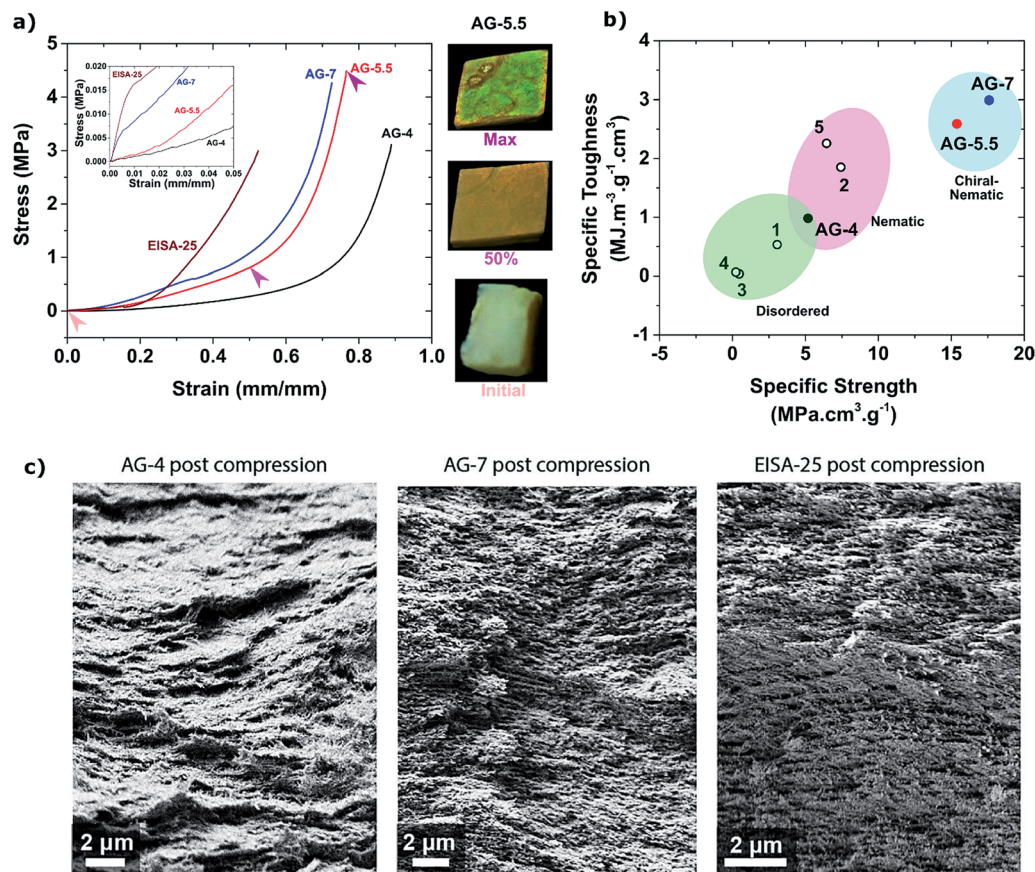 a)
Stress (MPa)
5
4
3
2
1
0
0.0
0.2
0.4
0.6
0.8
1.0
Strain (mm/mm)
EISA-25
AG-7
AG-5.5
AG-4
Stress (MPa)
0.020
0.015
0.010
0.005
0.000
0.00
0.01
0.02
0.03
0.04
0.05
Strain (mm/mm)
EISA-25
AG-7
AG-5.5
AG-4
AG-5.5
Max
50%
Initial
b)
Specific Toughness
(MJ.m⁻³.g⁻¹.cm³)
4
3
2
1
0
-1
-5
0
5
10
15
20
Specific Strength
(MPa.cm³.g⁻¹)
AG-7
AG-5.5
Chiral-
Nematic
5
2
Nematic
AG-4
1
4
3
Disordered
c)
AG-4 post compression
AG-7 post compression
EISA-25 post compression
2 µm
2 µm
2 µm